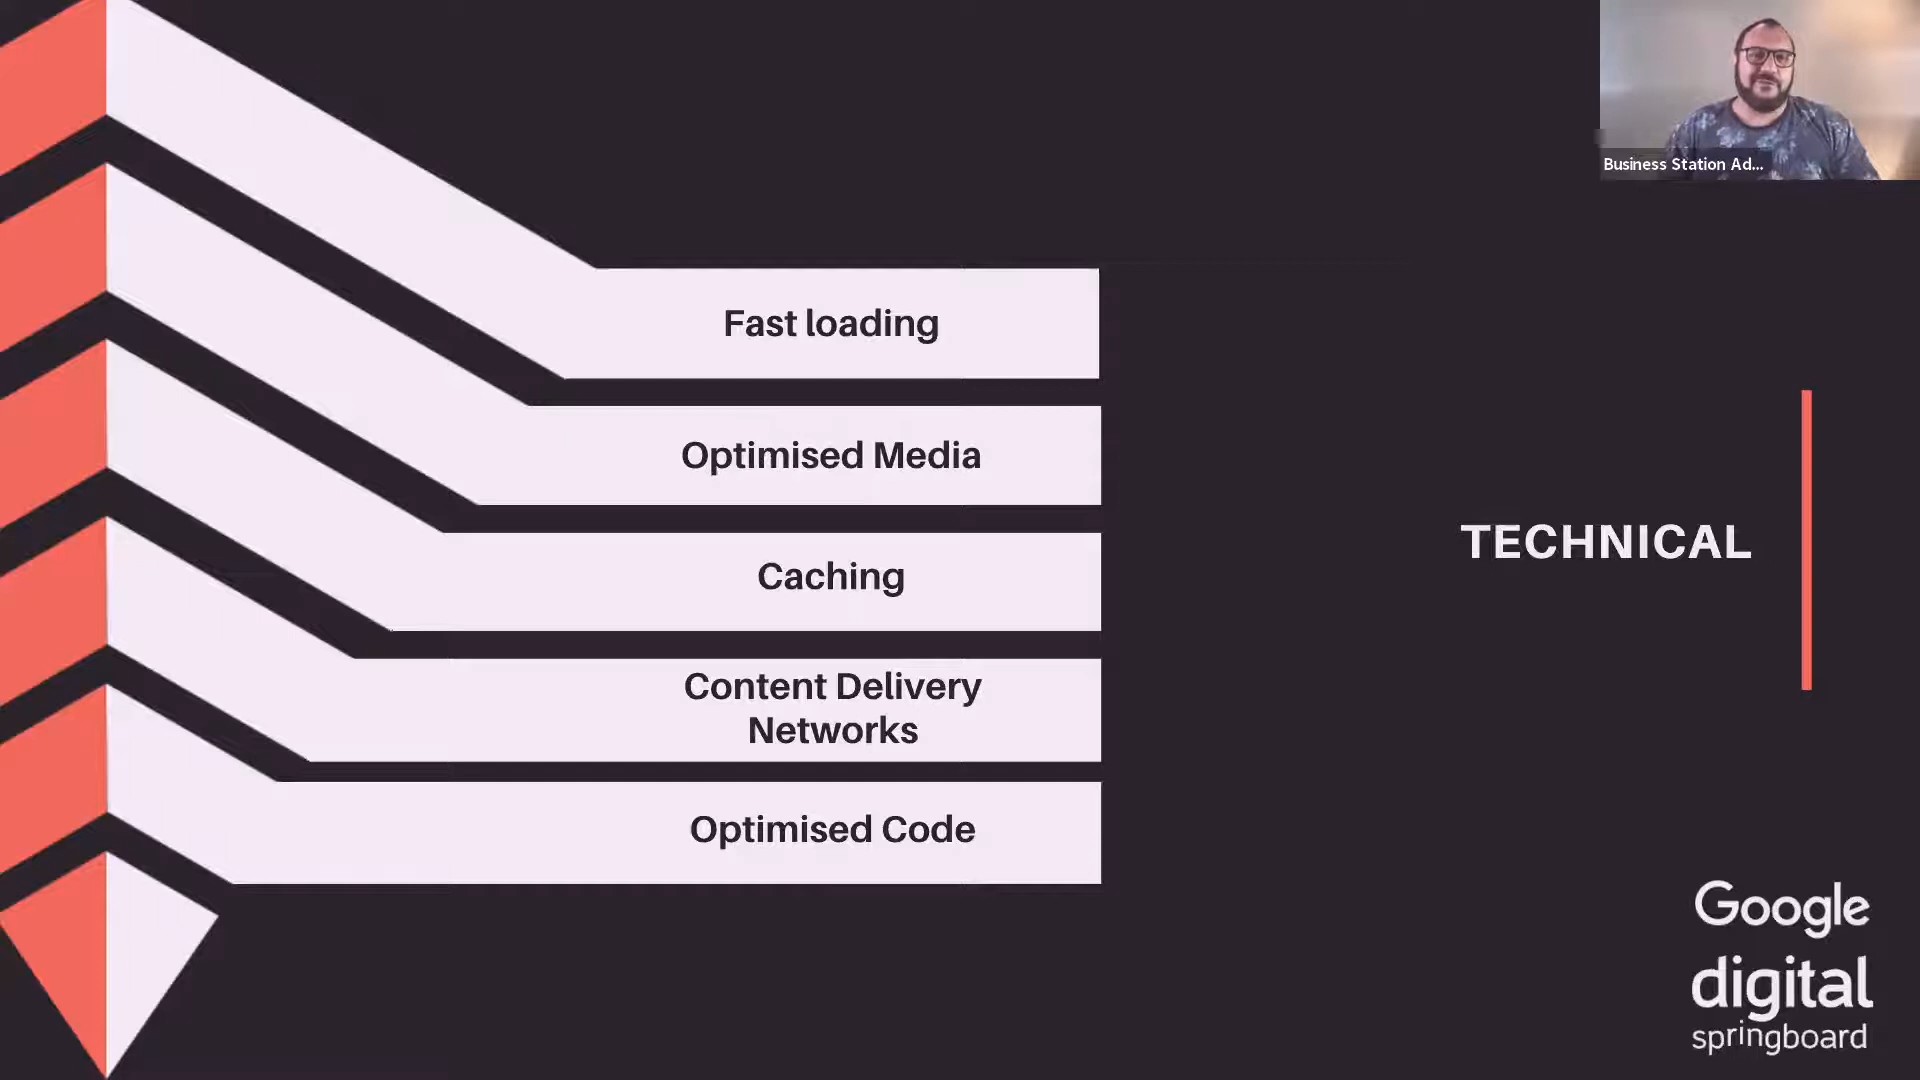 Business Station Ad...
Fast loading
Optimised Media
Caching
Content Delivery
Networks
Optimised Code
TECHNICAL
Google
digital
springboard